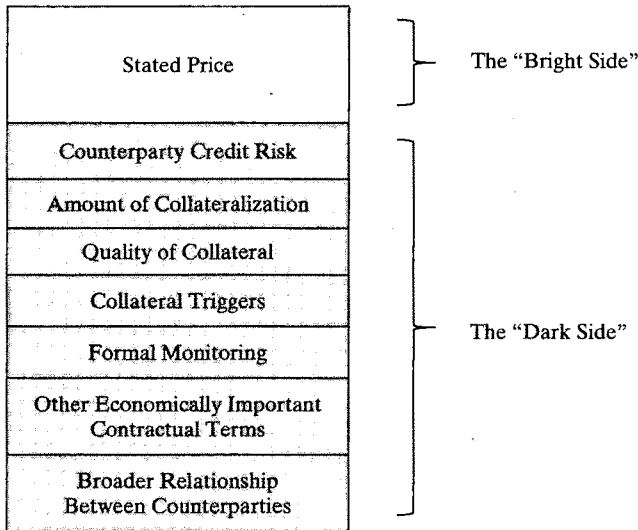 Stated Price
The “Bright Side”
Counterparty Credit Risk
Amount of Collateralization
Quality of Collateral
Collateral Triggers
The “Dark Side”
Formal Monitoring
Other Economically Important
Contractual Terms
Broader Relationship
Between Counterparties